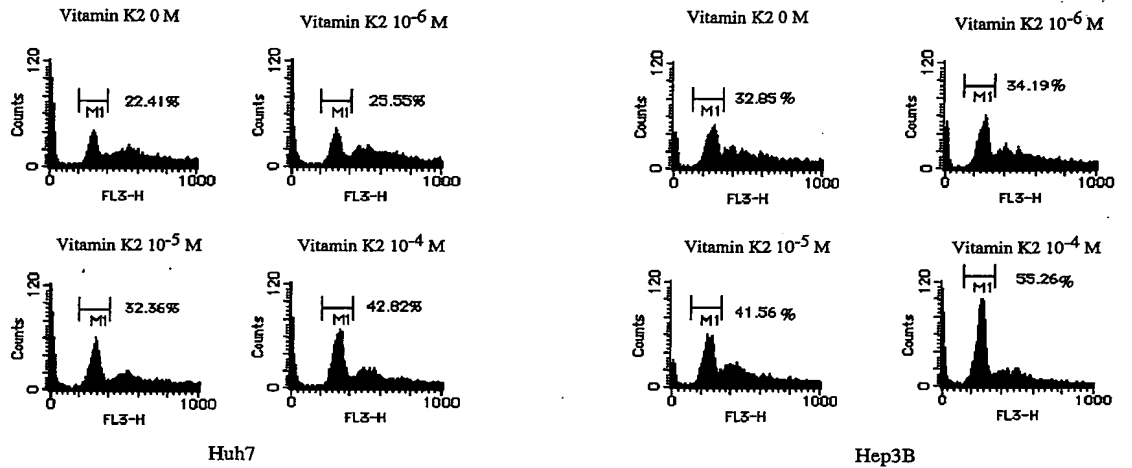 Vitamin K2 0 M
120
Counts
0
M1
22.41%
0
1000
FL3-H
Vitamin K2 10⁻⁶ M
120
Counts
0
M1
25.55%
0
1000
FL3-H
Vitamin K2 10⁻⁵ M
120
Counts
0
M1
32.36%
0
1000
FL3-H
Vitamin K2 10⁻⁴ M
120
Counts
0
M1
42.82%
0
1000
FL3-H
Huh7
Vitamin K2 0 M
120
Counts
0
M1
32.85 %
0
1000
FL3-H
Vitamin K2 10⁻⁶ M
120
Counts
0
M1
34.19%
0
1000
FL3-H
Vitamin K2 10⁻⁵ M
120
Counts
0
M1
41.56 %
0
1000
FL3-H
Vitamin K2 10⁻⁴ M
120
Counts
0
M1
55.26%
0
1000
FL3-H
Hep3B